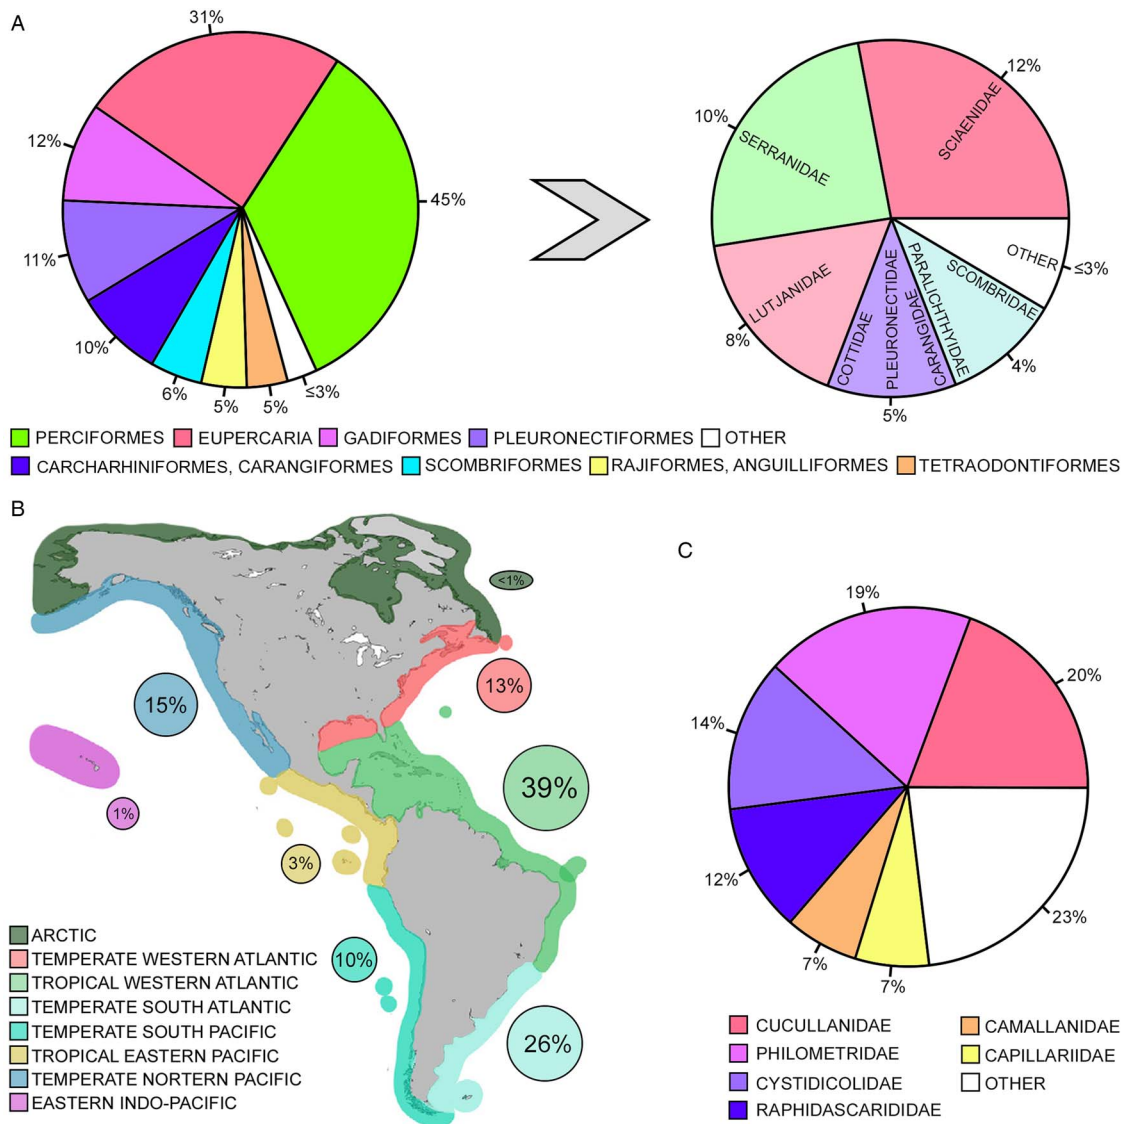 A
31%
12%
45%
11%
10%
6%
5%
5%
≤3%
12%
SCIAENIDAE
10%
SERRANIDAE
LUTJANIDAE
8%
COTTIDAE
PLEURONECTIDAE
CARANGIDAE
PARALICHTHYIDAE
5%
SCOMBRIDAE
4%
OTHER
≤3%
PERCIFORMES EUPERCARIA GADIFORMES PLEURONECTIFORMES OTHER
CARCHARHINIFORMES, CARANGIFORMES SCOMBRIFORMES RAJIFORMES, ANGUILLIFORMES TETRAODONTIFORMES
B
<1%
13%
15%
39%
1%
3%
10%
26%
ARCTIC
TEMPERATE WESTERN ATLANTIC
TROPICAL WESTERN ATLANTIC
TEMPERATE SOUTH ATLANTIC
TEMPERATE SOUTH PACIFIC
TROPICAL EASTERN PACIFIC
TEMPERATE NORTERN PACIFIC
EASTERN INDO-PACIFIC
C
19%
20%
14%
12%
7%
7%
23%
CUCULLANIDAE CAMALLANIDAE
PHILOMETRIDAE CAPILLARIIDAE
CYSTIDICOLIDAE OTHER
RAPHIDASCARIDIDAE